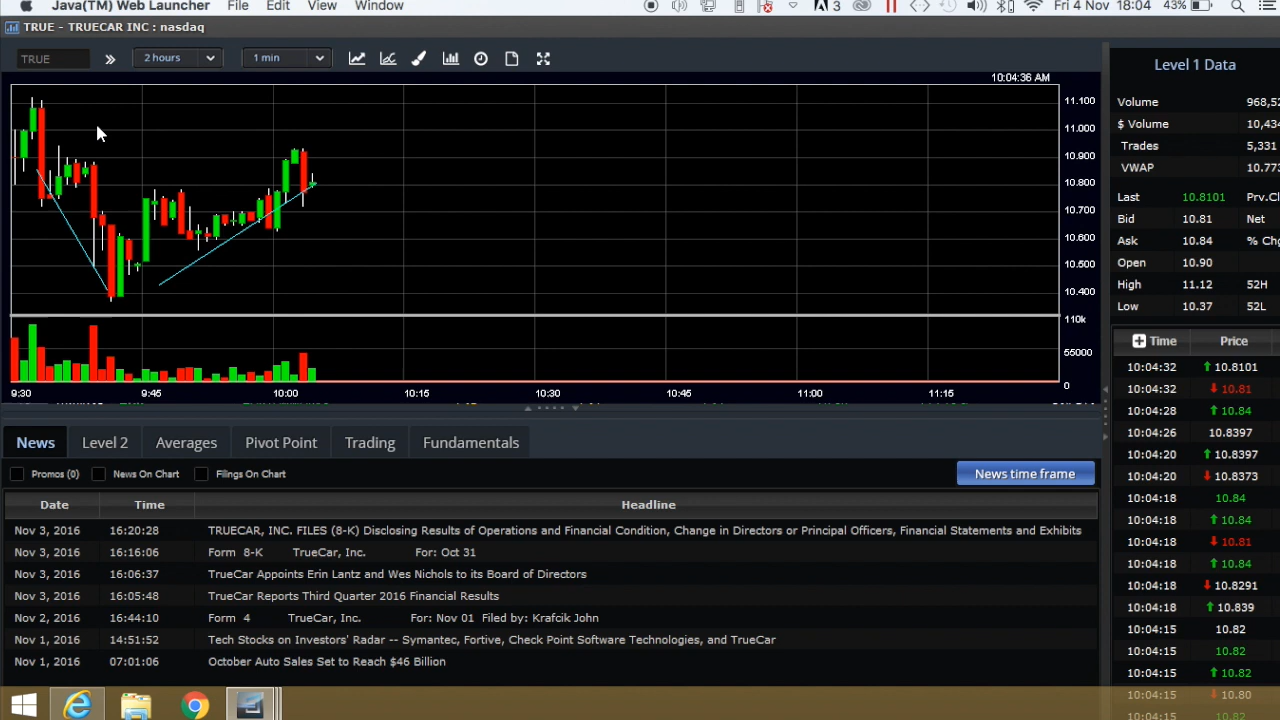 Java(TM) Web Launcher File Edit View Window 3 Fri 4 Nov 18:04 43%
TRUE - TRUECAR INC : nasdaq
TRUE 2 hours 1 min
10:04:36 AM
11.100
11.000
10.900
10.800
10.700
10.600
10.500
10.400
110k
55000
0
9:30 9:45 10:00 10:15 10:30 10:45 11:00 11:15
Level 1 Data
Volume 968,52
$ Volume 10,434
Trades 5,331
VWAP 10.773
Last 10.8101 Prv.Cl
Bid 10.81 Net
Ask 10.84 % Chg
Open 10.90
High 11.12 52H
Low 10.37 52L
Time Price
10:04:32 10.8101
10:04:32 10.81
10:04:28 10.84
10:04:26 10.8397
10:04:20 10.8397
10:04:20 10.8373
10:04:18 10.84
10:04:18 10.84
10:04:18 10.81
10:04:18 10.84
10:04:18 10.8291
10:04:18 10.839
10:04:15 10.82
10:04:15 10.82
10:04:15 10.82
10:04:15 10.80
10:04:15 10.82
News Level 2 Averages Pivot Point Trading Fundamentals
Promos (0) News On Chart Filings On Chart News time frame
Date Time Headline
Nov 3, 2016 16:20:28 TRUECAR, INC. FILES (8-K) Disclosing Results of Operations and Financial Condition, Change in Directors or Principal Officers, Financial Statements and Exhibits
Nov 3, 2016 16:16:06 Form 8-K TrueCar, Inc. For: Oct 31
Nov 3, 2016 16:06:37 TrueCar Appoints Erin Lantz and Wes Nichols to its Board of Directors
Nov 3, 2016 16:05:48 TrueCar Reports Third Quarter 2016 Financial Results
Nov 2, 2016 16:44:10 Form 4 TrueCar, Inc. For: Nov 01 Filed by: Krafcik John
Nov 1, 2016 14:51:52 Tech Stocks on Investors' Radar -- Symantec, Fortive, Check Point Software Technologies, and TrueCar
Nov 1, 2016 07:01:06 October Auto Sales Set to Reach $46 Billion